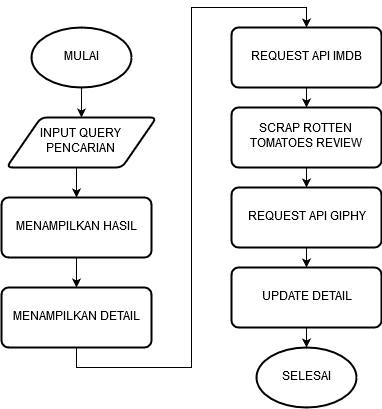 MULAI
INPUT QUERY
PENCARIAN
MENAMPILKAN HASIL
MENAMPILKAN DETAIL
REQUEST API IMDB
SCRAP ROTTEN
TOMATOES REVIEW
REQUEST API GIPHY
UPDATE DETAIL
SELESAI